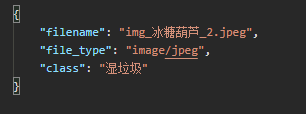 {
"filename": "img_冰糖葫芦_2.jpeg",
"file_type": "image/jpeg",
"class": "湿垃圾"
}